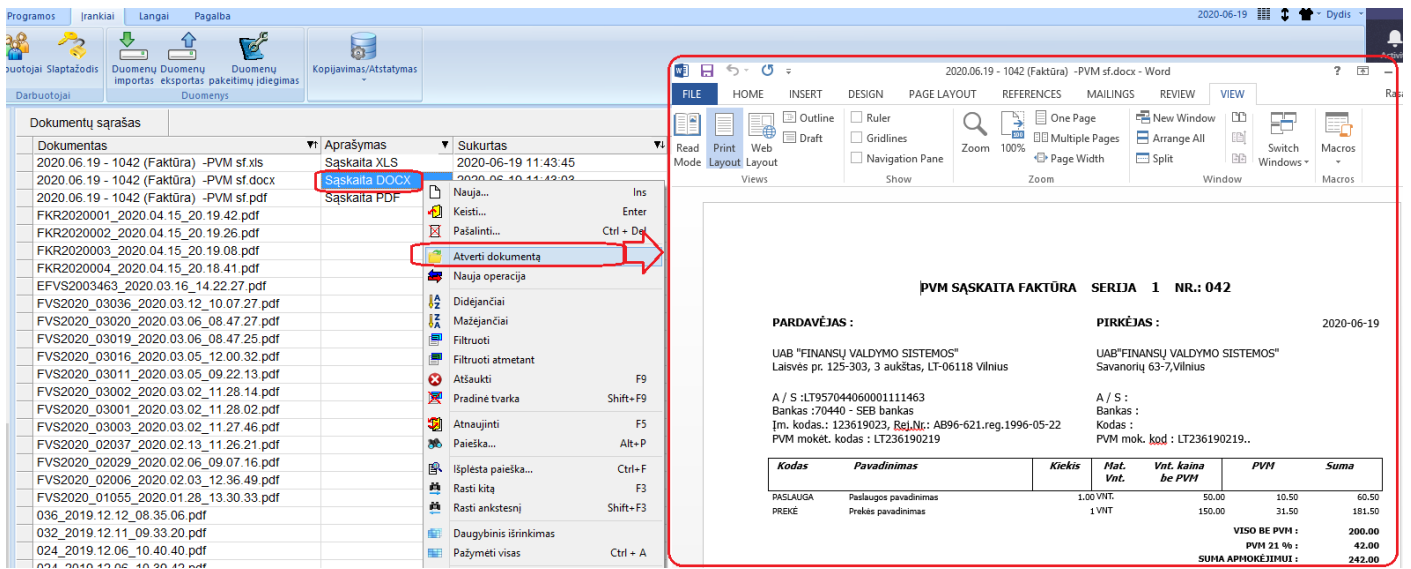 Programos Įrankiai Langai Pagalba 2020-06-19 Dydis
Slaptažodis Duomenų importas Duomenų eksportas Duomenų pakeitimų įdiegimas Kopijavimas/Atstatymas
Darbuotojai Duomenys
Dokumentų sąrašas
Dokumentas Aprašymas Sukurtas
2020.06.19 - 1042 (Faktūra) -PVM sf.xls Sąskaita XLS 2020-06-19 11:43:45
2020.06.19 - 1042 (Faktūra) -PVM sf.docx Sąskaita DOCX 2020-06-19 11:43:03
2020.06.19 - 1042 (Faktūra) -PVM sf.pdf Sąskaita PDF
FKR2020001_2020.04.15_20.19.42.pdf
FKR2020002_2020.04.15_20.19.26.pdf
FKR2020003_2020.04.15_20.19.08.pdf
FKR2020004_2020.04.15_20.18.41.pdf
EFVS2003463_2020.03.16_14.22.27.pdf
FVS2020_03036_2020.03.12_10.07.27.pdf
FVS2020_03020_2020.03.06_08.47.27.pdf
FVS2020_03019_2020.03.06_08.47.25.pdf
FVS2020_03016_2020.03.05_12.00.32.pdf
FVS2020_03011_2020.03.05_09.22.13.pdf
FVS2020_03002_2020.03.02_11.28.14.pdf
FVS2020_03001_2020.03.02_11.28.02.pdf
FVS2020_03003_2020.03.02_11.27.46.pdf
FVS2020_02037_2020.02.13_11.26.21.pdf
FVS2020_02029_2020.02.06_09.07.16.pdf
FVS2020_02006_2020.02.03_12.36.49.pdf
FVS2020_01055_2020.01.28_13.30.33.pdf
036_2019.12.12_08.35.06.pdf
032_2019.12.11_09.33.20.pdf
024_2019.12.06_10.40.40.pdf
024_2019.12.06_10.39.42.pdf
Nauja... Ins
Keisti... Enter
Pašalinti... Ctrl + Del
Atverti dokumentą
Nauja operacija
Didėjančiai
Mažėjančiai
Filtruoti
Filtruoti atmetant
Atšaukti F9
Pradinė tvarka Shift+F9
Atnaujinti F5
Paieška... Alt+P
Išplėsta paieška... Ctrl+F
Rasti kitą F3
Rasti ankstesnį Shift+F3
Daugybinis išrinkimas
Pažymėti visas Ctrl + A
2020.06.19 - 1042 (Faktūra) -PVM sf.docx - Word
FILE HOME INSERT DESIGN PAGE LAYOUT REFERENCES MAILINGS REVIEW VIEW
Read Mode Print Layout Web Layout Outline Draft
Ruler Gridlines Navigation Pane
Zoom 100% One Page Multiple Pages Page Width
New Window Arrange All Split Switch Windows Macros
Views Show Zoom Window Macros
PVM SĄSKAITA FAKTŪRA SERIJA 1 NR.: 042
PARDAVĖJAS : PIRKĖJAS : 2020-06-19
UAB "FINANSŲ VALDYMO SISTEMOS" UAB"FINANSŲ VALDYMO SISTEMOS"
Laisvės pr. 125-303, 3 aukštas, LT-06118 Vilnius Savanorių 63-7,Vilnius
A / S :LT957044060001111463 A / S :
Bankas :70440 - SEB bankas Bankas :
Įm. kodas.: 123619023, Rej.Nr.: AB96-621.reg.1996-05-22 Kodas :
PVM mokėt. kodas : LT236190219 PVM mok. kod : LT236190219..
Kodas Pavadinimas Kiekis Mat. Vnt. Vnt. kaina be PVM PVM Suma
PASLAUGA Paslaugos pavadinimas 1.00 VNT. 50.00 10.50 60.50
PREKĖ Prekės pavadinimas 1 VNT 150.00 31.50 181.50
VISO BE PVM : 200.00
PVM 21 % : 42.00
SUMA APMOKĖJIMUI : 242.00